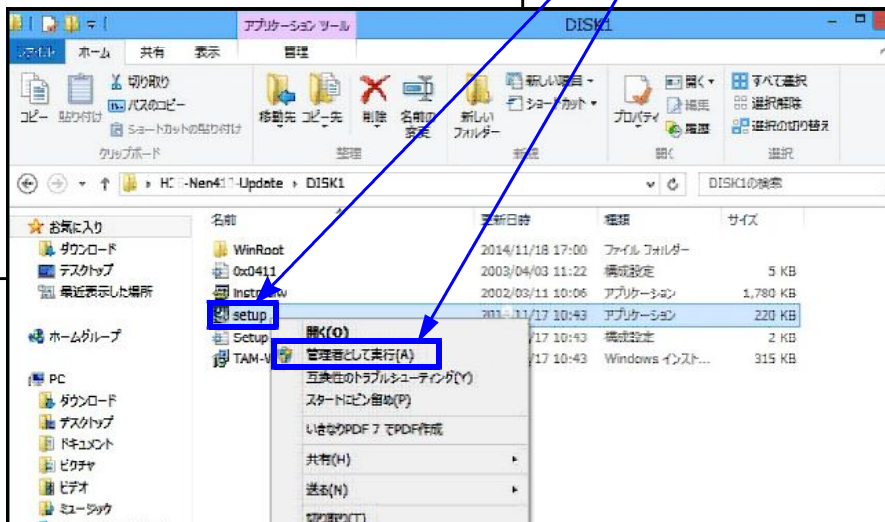 アプリケーション ツール
DISK1
ファイル
ホーム
共有
表示
管理
コピー
貼り付け
切り取り
パスのコピー
ショートカットの貼り付け
クリップボード
移動先
コピー先
削除
名前の
変更
整理
新しい
フォルダー
新しい項目
ショートカット
新規
プロパティ
開く
編集
履歴
開く
すべて選択
選択解除
選択の切り替え
選択
-Update
DISK1
DISK1の検索
名前
更新日時
種類
サイズ
お気に入り
ダウンロード
デスクトップ
最近表示した場所
ホームグループ
PC
ダウンロード
デスクトップ
ドキュメント
ピクチャ
ビデオ
ミュージック
WinRoot 2014/11/18 17:00 ファイル フォルダー
0x0411 2003/04/03 11:22 構成設定 5 KB
2002/03/11 10:06 アプリケーション 1,780 KB
setup 11/17 10:43 アプリケーション 220 KB
Setup /17 10:43 構成設定 2 KB
/17 10:43 Windows インスト... 315 KB
開く(O)
管理者として実行(A)
互換性のトラブルシューティング(Y)
スタートにピン留め(P)
いきなりPDF 7 でPDF作成
共有(H)
送る(N)
切り取り(T)